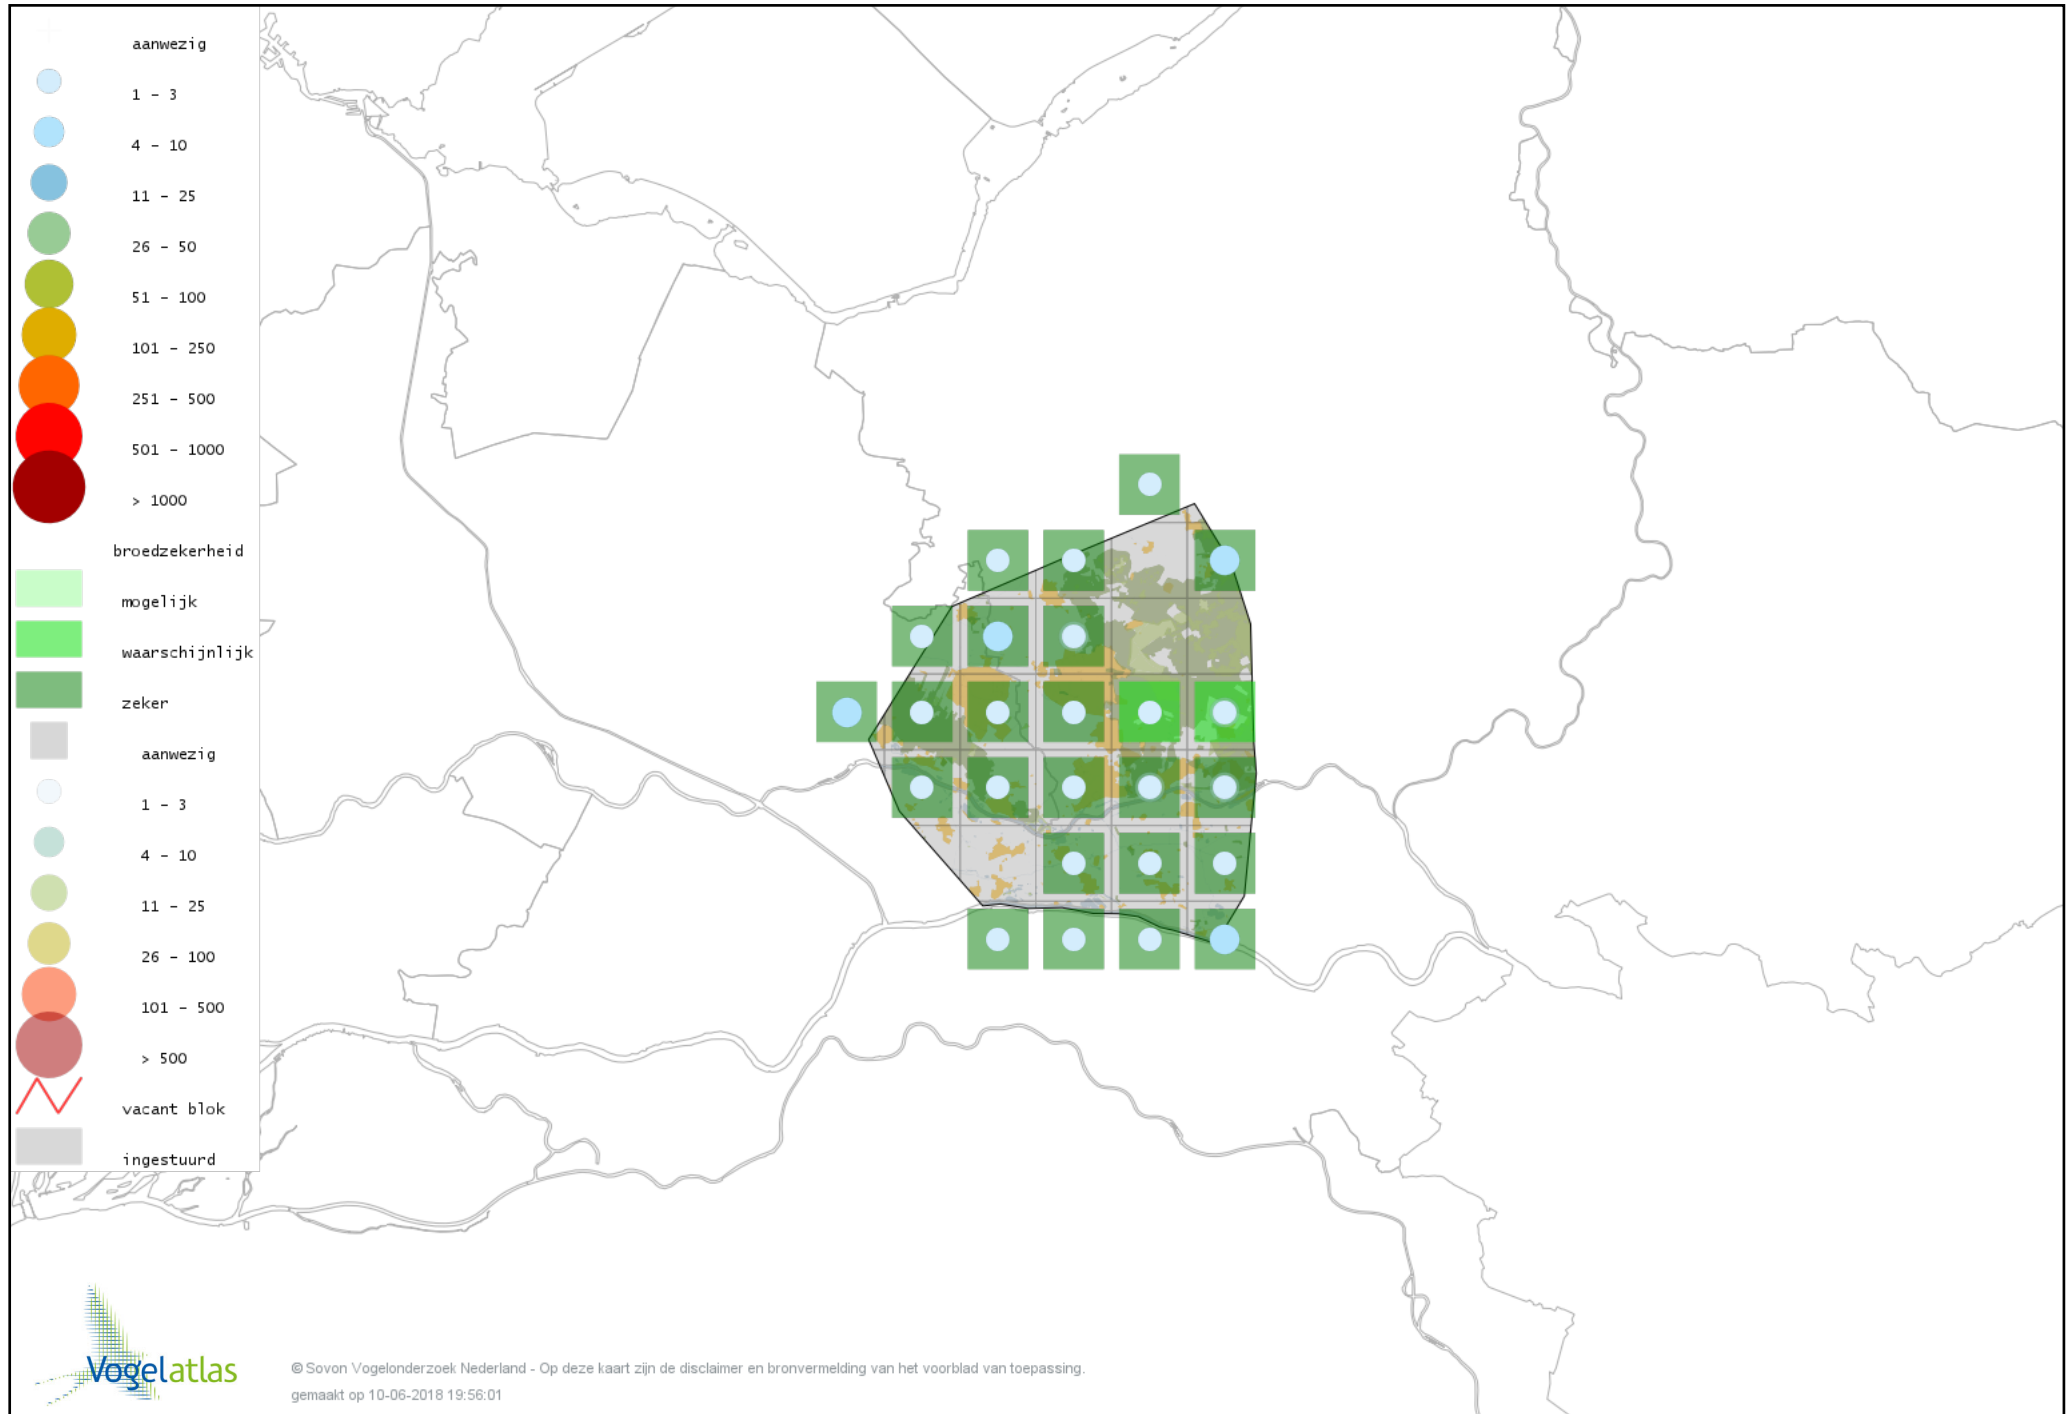 aanwezig
1 - 3
4 - 10
11 - 25
26 - 50
51 - 100
101 - 250
251 - 500
501 - 1000
> 1000
broedzekerheid
mogelijk
waarschijnlijk
zeker
aanwezig
1 - 3
4 - 10
11 - 25
26 - 100
101 - 500
> 500
vacant blok
ingestuurd
Vogelatlas
© Sovon Vogelonderzoek Nederland - Op deze kaart zijn de disclaimer en bronvermelding van het voorblad van toepassing.
gemaakt op 10-06-2018 19:56:01